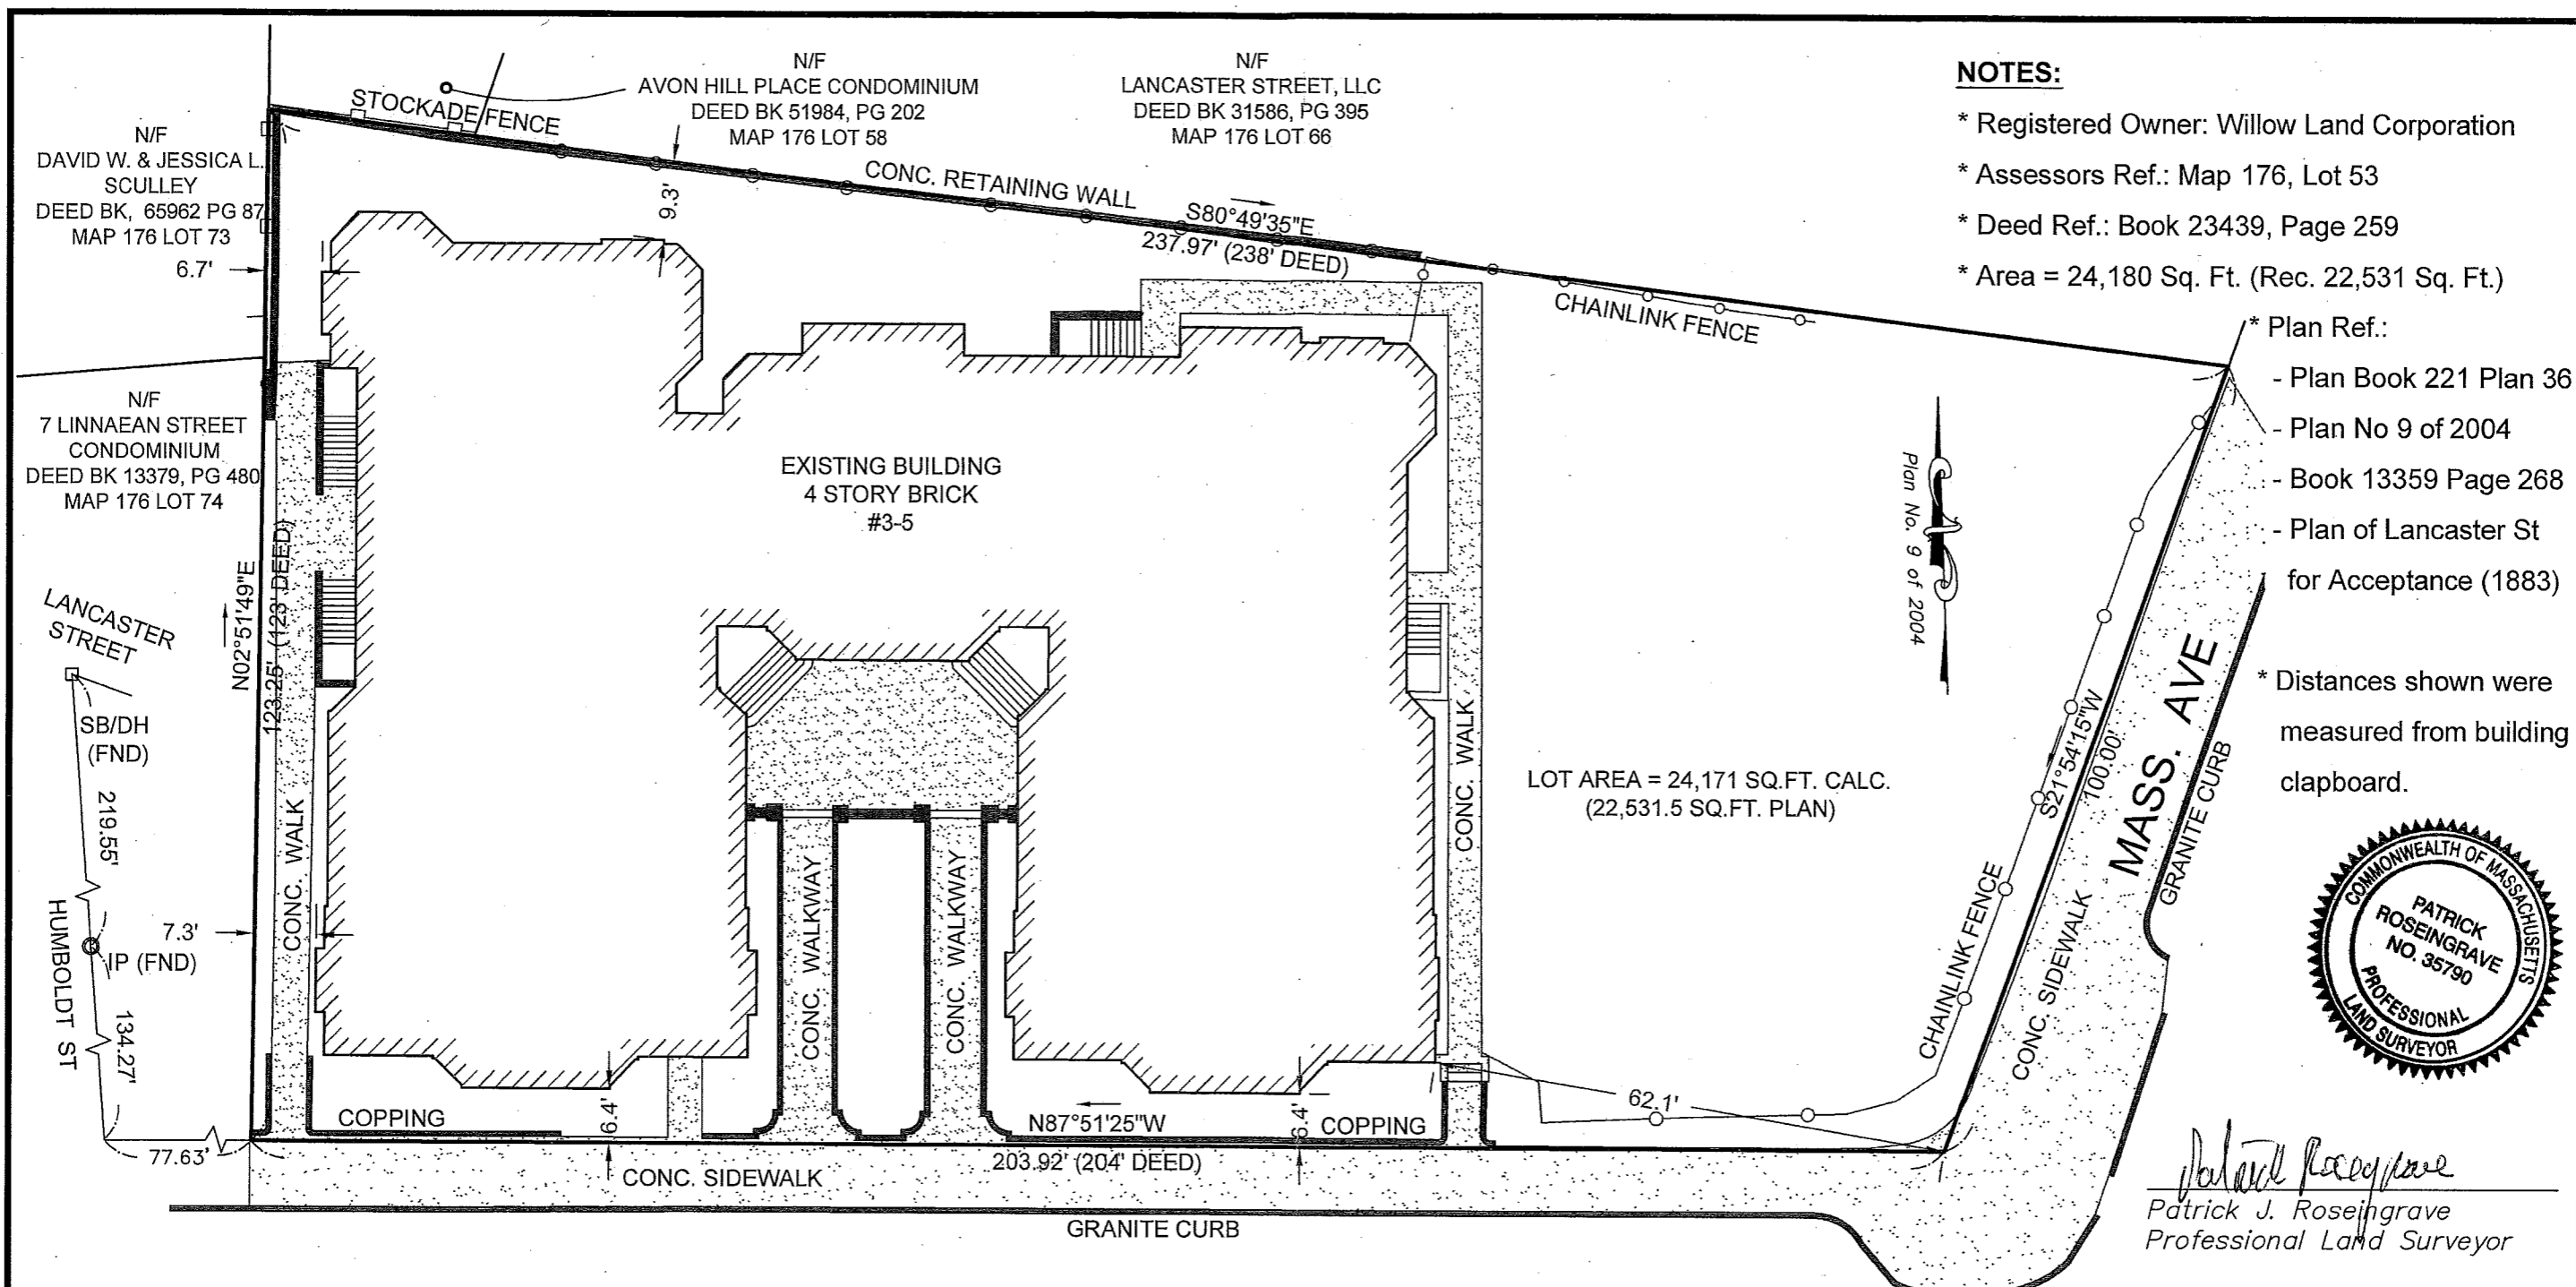 N/F
AVON HILL PLACE CONDOMINIUM
DEED BK 51984, PG 202
MAP 176 LOT 58
N/F
LANCASTER STREET, LLC
DEED BK 31586, PG 395
MAP 176 LOT 66
N/F
DAVID W. & JESSICA L.
SCULLEY
DEED BK, 65962 PG 87
MAP 176 LOT 73
6.7'
STOCKADE FENCE
9.3'
CONC. RETAINING WALL
S80°49'35"E
237.97' (238' DEED)
CHAINLINK FENCE
N/F
7 LINNAEAN STREET
CONDOMINIUM
DEED BK 13379, PG 480
MAP 176 LOT 74
N02°51'49"E
123.25' (123' DEED)
EXISTING BUILDING
4 STORY BRICK
#3-5
LANCASTER
STREET
SB/DH
(FND)
219.55'
HUMBOLDT ST
IP (FND)
134.27'
77.63'
7.3'
CONC. WALK
CONC. WALKWAY
CONC. WALKWAY
CONC. WALK
COPPING
6.4'
N87°51'25"W
203.92' (204' DEED)
6.4'
COPPING
62.1'
CONC. SIDEWALK
GRANITE CURB
LOT AREA = 24,171 SQ.FT. CALC.
(22,531.5 SQ.FT. PLAN)
Plan No. 9 of 2004
CHAINLINK FENCE
S21°54'15"W
100.00'
CONC. SIDEWALK
MASS. AVE
GRANITE CURB
NOTES:
* Registered Owner: Willow Land Corporation
* Assessors Ref.: Map 176, Lot 53
* Deed Ref.: Book 23439, Page 259
* Area = 24,180 Sq. Ft. (Rec. 22,531 Sq. Ft.)
* Plan Ref.:
- Plan Book 221 Plan 36
- Plan No 9 of 2004
- Book 13359 Page 268
- Plan of Lancaster St
for Acceptance (1883)
* Distances shown were
measured from building
clapboard.
COMMONWEALTH OF MASSACHUSETTS
PATRICK
ROSEINGRAVE
NO. 35790
PROFESSIONAL
LAND SURVEYOR
Patrick J. Roseingrave
Professional Land Surveyor